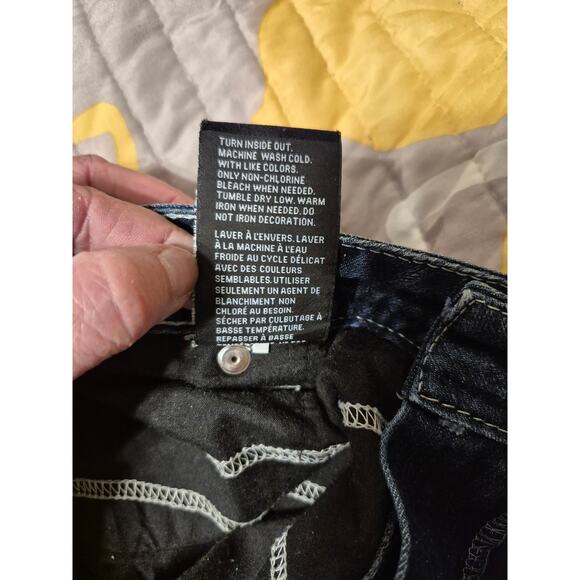 TURN INSIDE OUT.
MACHINE WASH COLD.
WITH LIKE COLORS.
ONLY NON-CHLORINE
BLEACH WHEN NEEDED.
TUMBLE DRY LOW. WARM
IRON WHEN NEEDED. DO
NOT IRON DECORATION.
LAVER À L'ENVERS. LAVER
À LA MACHINE À L'EAU
FROIDE AU CYCLE DÉLICAT
AVEC DES COULEURS
SEMBLABLES. UTILISER
SEULEMENT UN AGENT DE
BLANCHIMENT NON
CHLORÉ AU BESOIN.
SÉCHER PAR CULBUTAGE À
BASSE TEMPÉRATURE.
REPASSER À BASSE